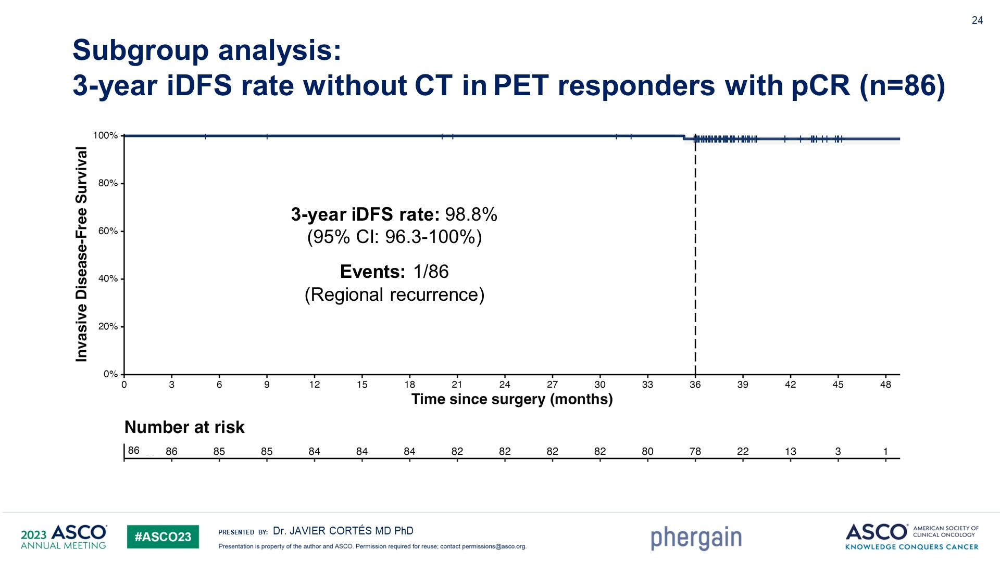 24
Subgroup analysis:
3-year iDFS rate without CT in PET responders with pCR (n=86)
Invasive Disease-Free Survival
100%
80%
60%
40%
20%
0%
3-year iDFS rate: 98.8%
(95% CI: 96.3-100%)
Events: 1/86
(Regional recurrence)
0 3 6 9 12 15 18 21 24 27 30 33 36 39 42 45 48
Time since surgery (months)
Number at risk
86 86 85 85 84 84 84 82 82 82 82 80 78 22 13 3 1
2023 ASCO
ANNUAL MEETING
#ASCO23
PRESENTED BY: Dr. JAVIER CORTÉS MD PhD
Presentation is property of the author and ASCO. Permission required for reuse; contact permissions@asco.org.
phergain
ASCO AMERICAN SOCIETY OF
CLINICAL ONCOLOGY
KNOWLEDGE CONQUERS CANCER